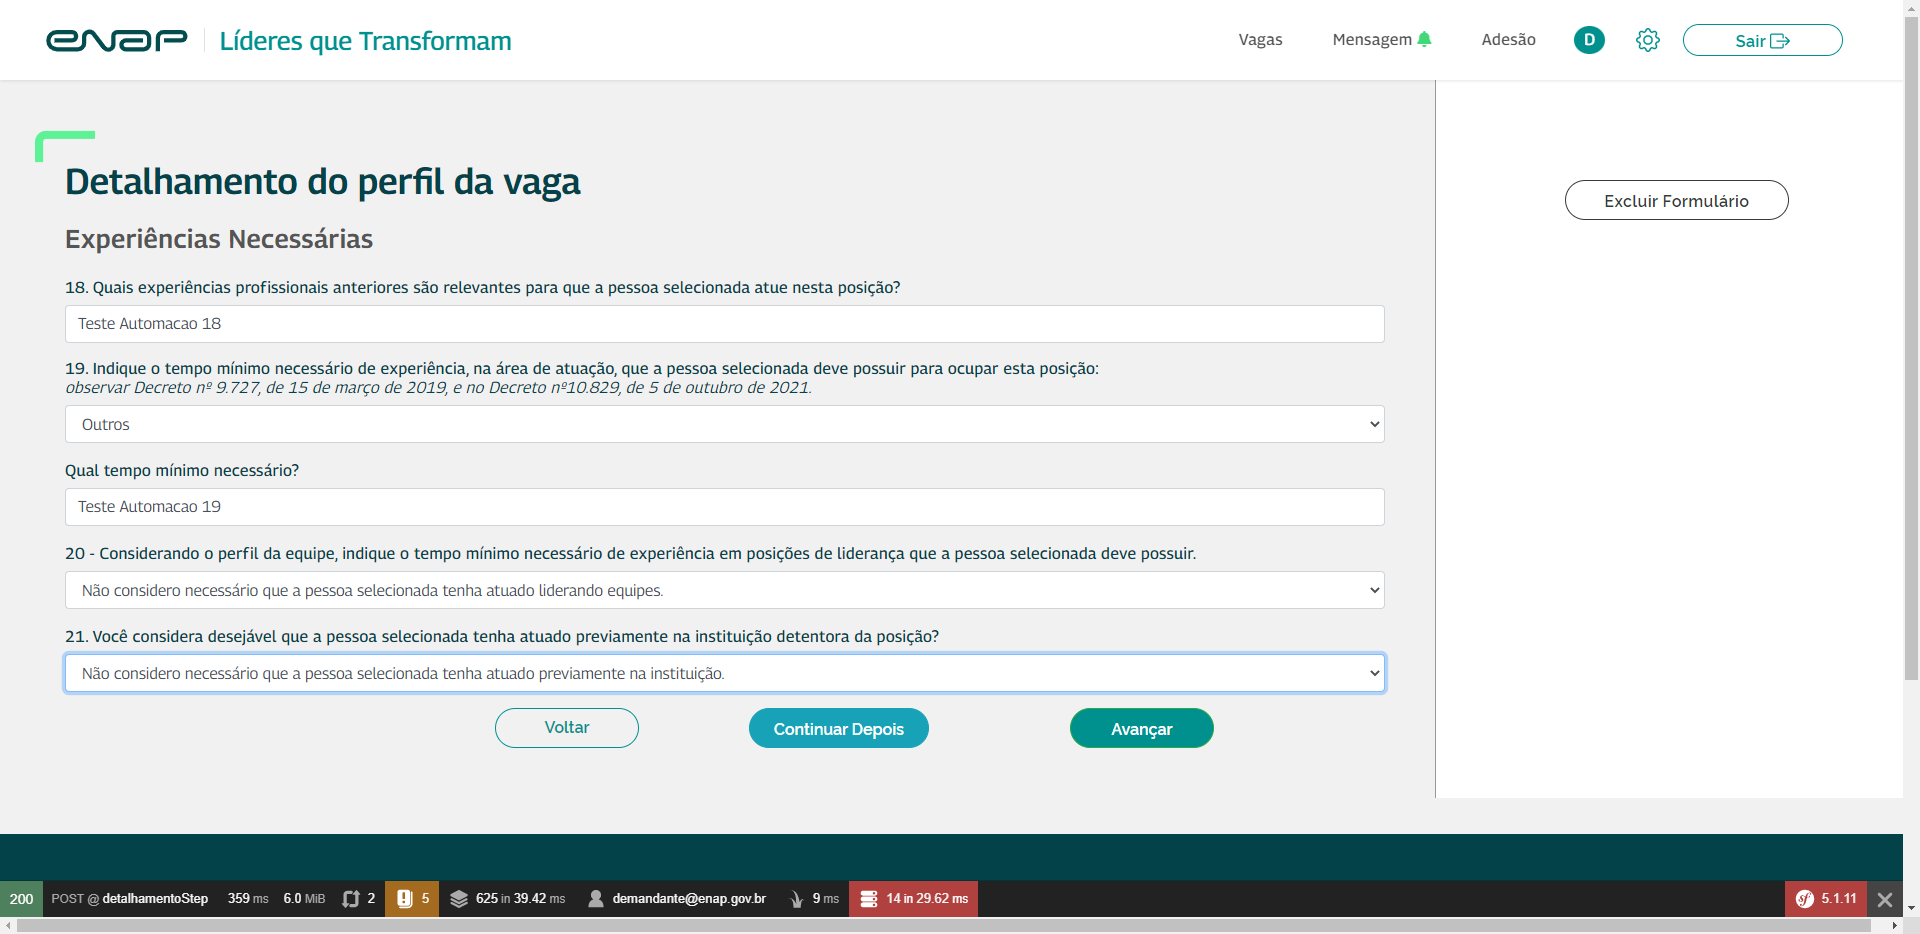 enap
Líderes que Transformam
Vagas
Mensagem
Adesão
D
Sair
Detalhamento do perfil da vaga
Excluir Formulário
Experiências Necessárias
18. Quais experiências profissionais anteriores são relevantes para que a pessoa selecionada atue nesta posição?
Teste Automacao 18
19. Indique o tempo mínimo necessário de experiência, na área de atuação, que a pessoa selecionada deve possuir para ocupar esta posição:
observar Decreto nº 9.727, de 15 de março de 2019, e no Decreto nº10.829, de 5 de outubro de 2021.
Outros
Qual tempo mínimo necessário?
Teste Automacao 19
20 - Considerando o perfil da equipe, indique o tempo mínimo necessário de experiência em posições de liderança que a pessoa selecionada deve possuir.
Não considero necessário que a pessoa selecionada tenha atuado liderando equipes.
21. Você considera desejável que a pessoa selecionada tenha atuado previamente na instituição detentora da posição?
Não considero necessário que a pessoa selecionada tenha atuado previamente na instituição.
Voltar
Continuar Depois
Avançar
200 POST @ detalhamentoStep 359 ms 6.0 MiB 2 5 625 in 39.42 ms demandante@enap.gov.br 9 ms 14 in 29.62 ms sf 5.1.11